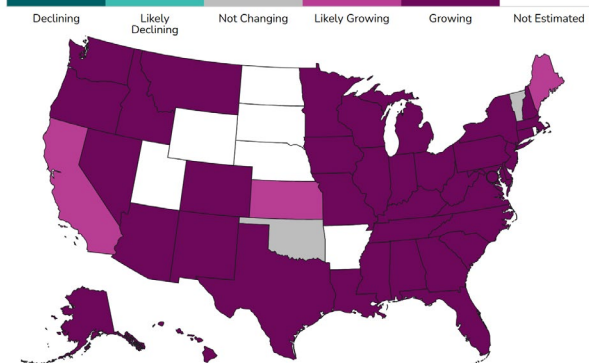 Declining
Likely
Declining
Not Changing
Likely Growing
Growing
Not Estimated